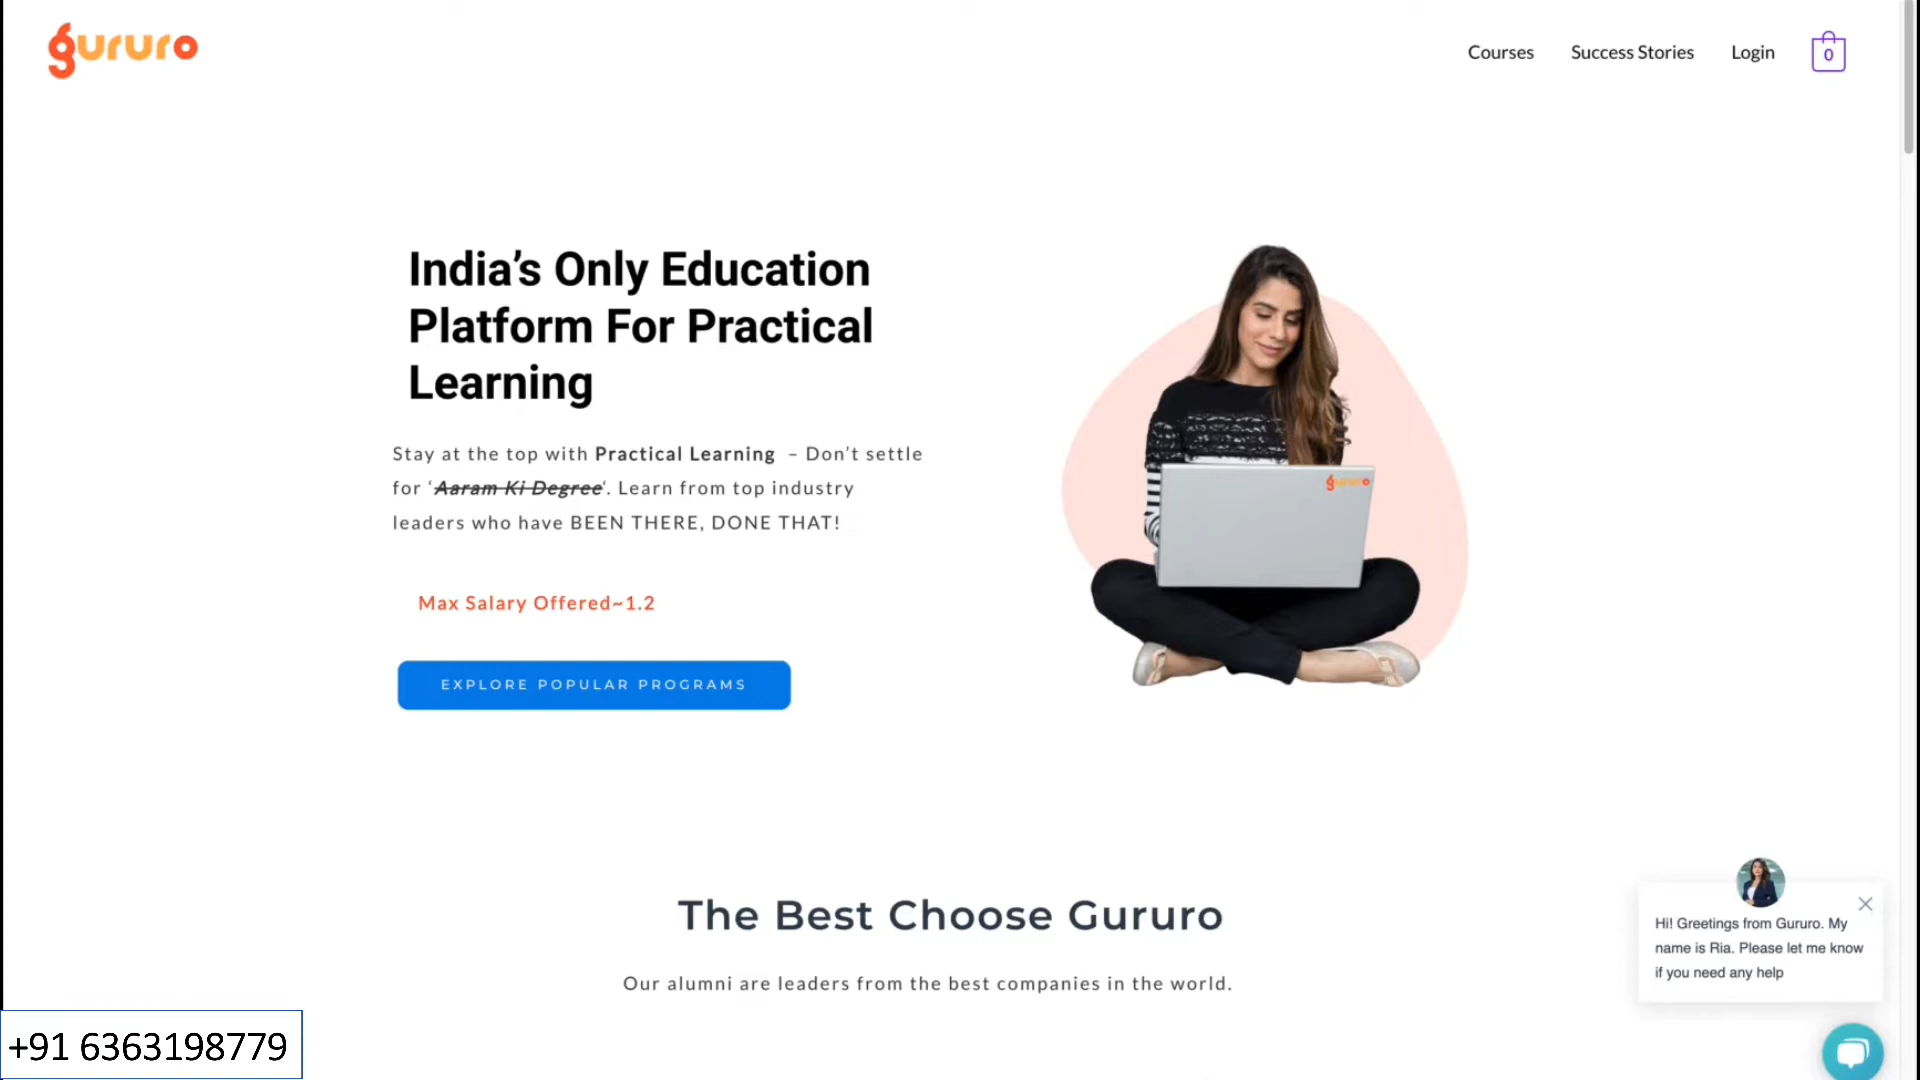 gururo
Courses
Success Stories
Login
0
India’s Only Education
Platform For Practical
Learning
Stay at the top with Practical Learning – Don’t settle
for ‘Aaram Ki Degree‘. Learn from top industry
leaders who have BEEN THERE, DONE THAT!
Max Salary Offered~1.2
EXPLORE POPULAR PROGRAMS
gururo
The Best Choose Gururo
Our alumni are leaders from the best companies in the world.
Hi! Greetings from Gururo. My
name is Ria. Please let me know
if you need any help
+91 6363198779